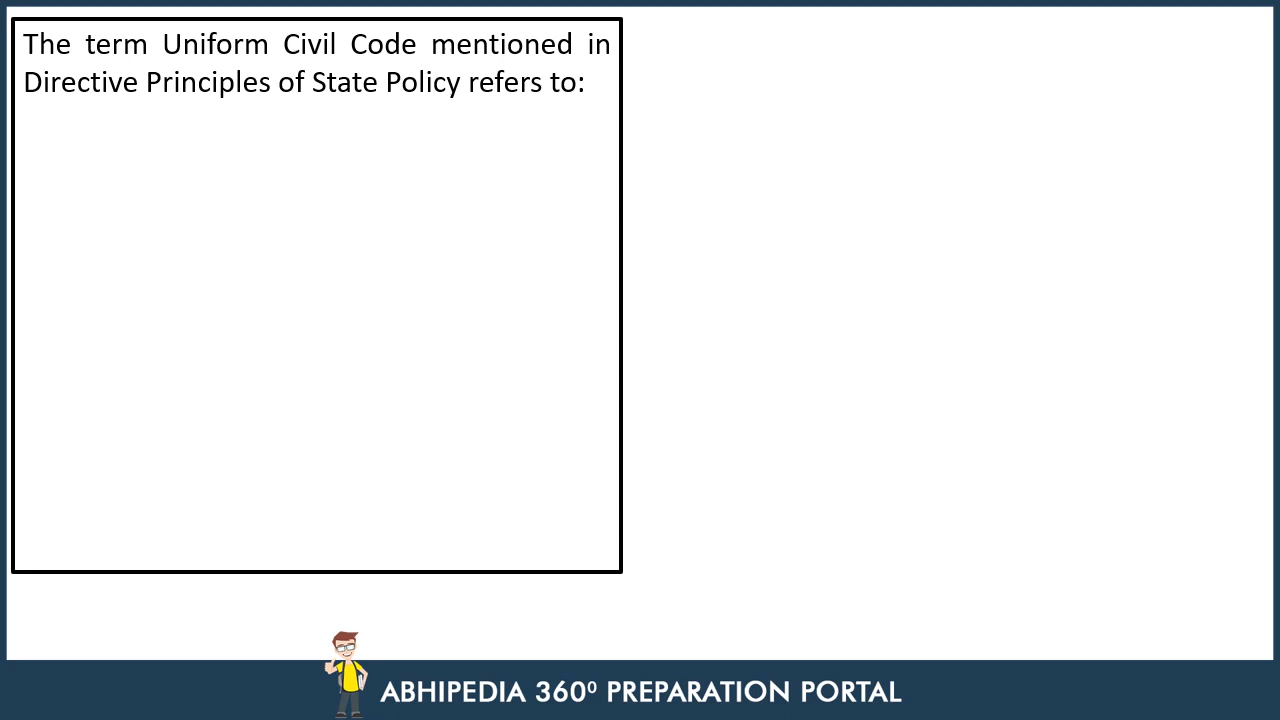 The term Uniform Civil Code mentioned in
Directive Principles of State Policy refers to:
ABHIPEDIA 360⁰ PREPARATION PORTAL